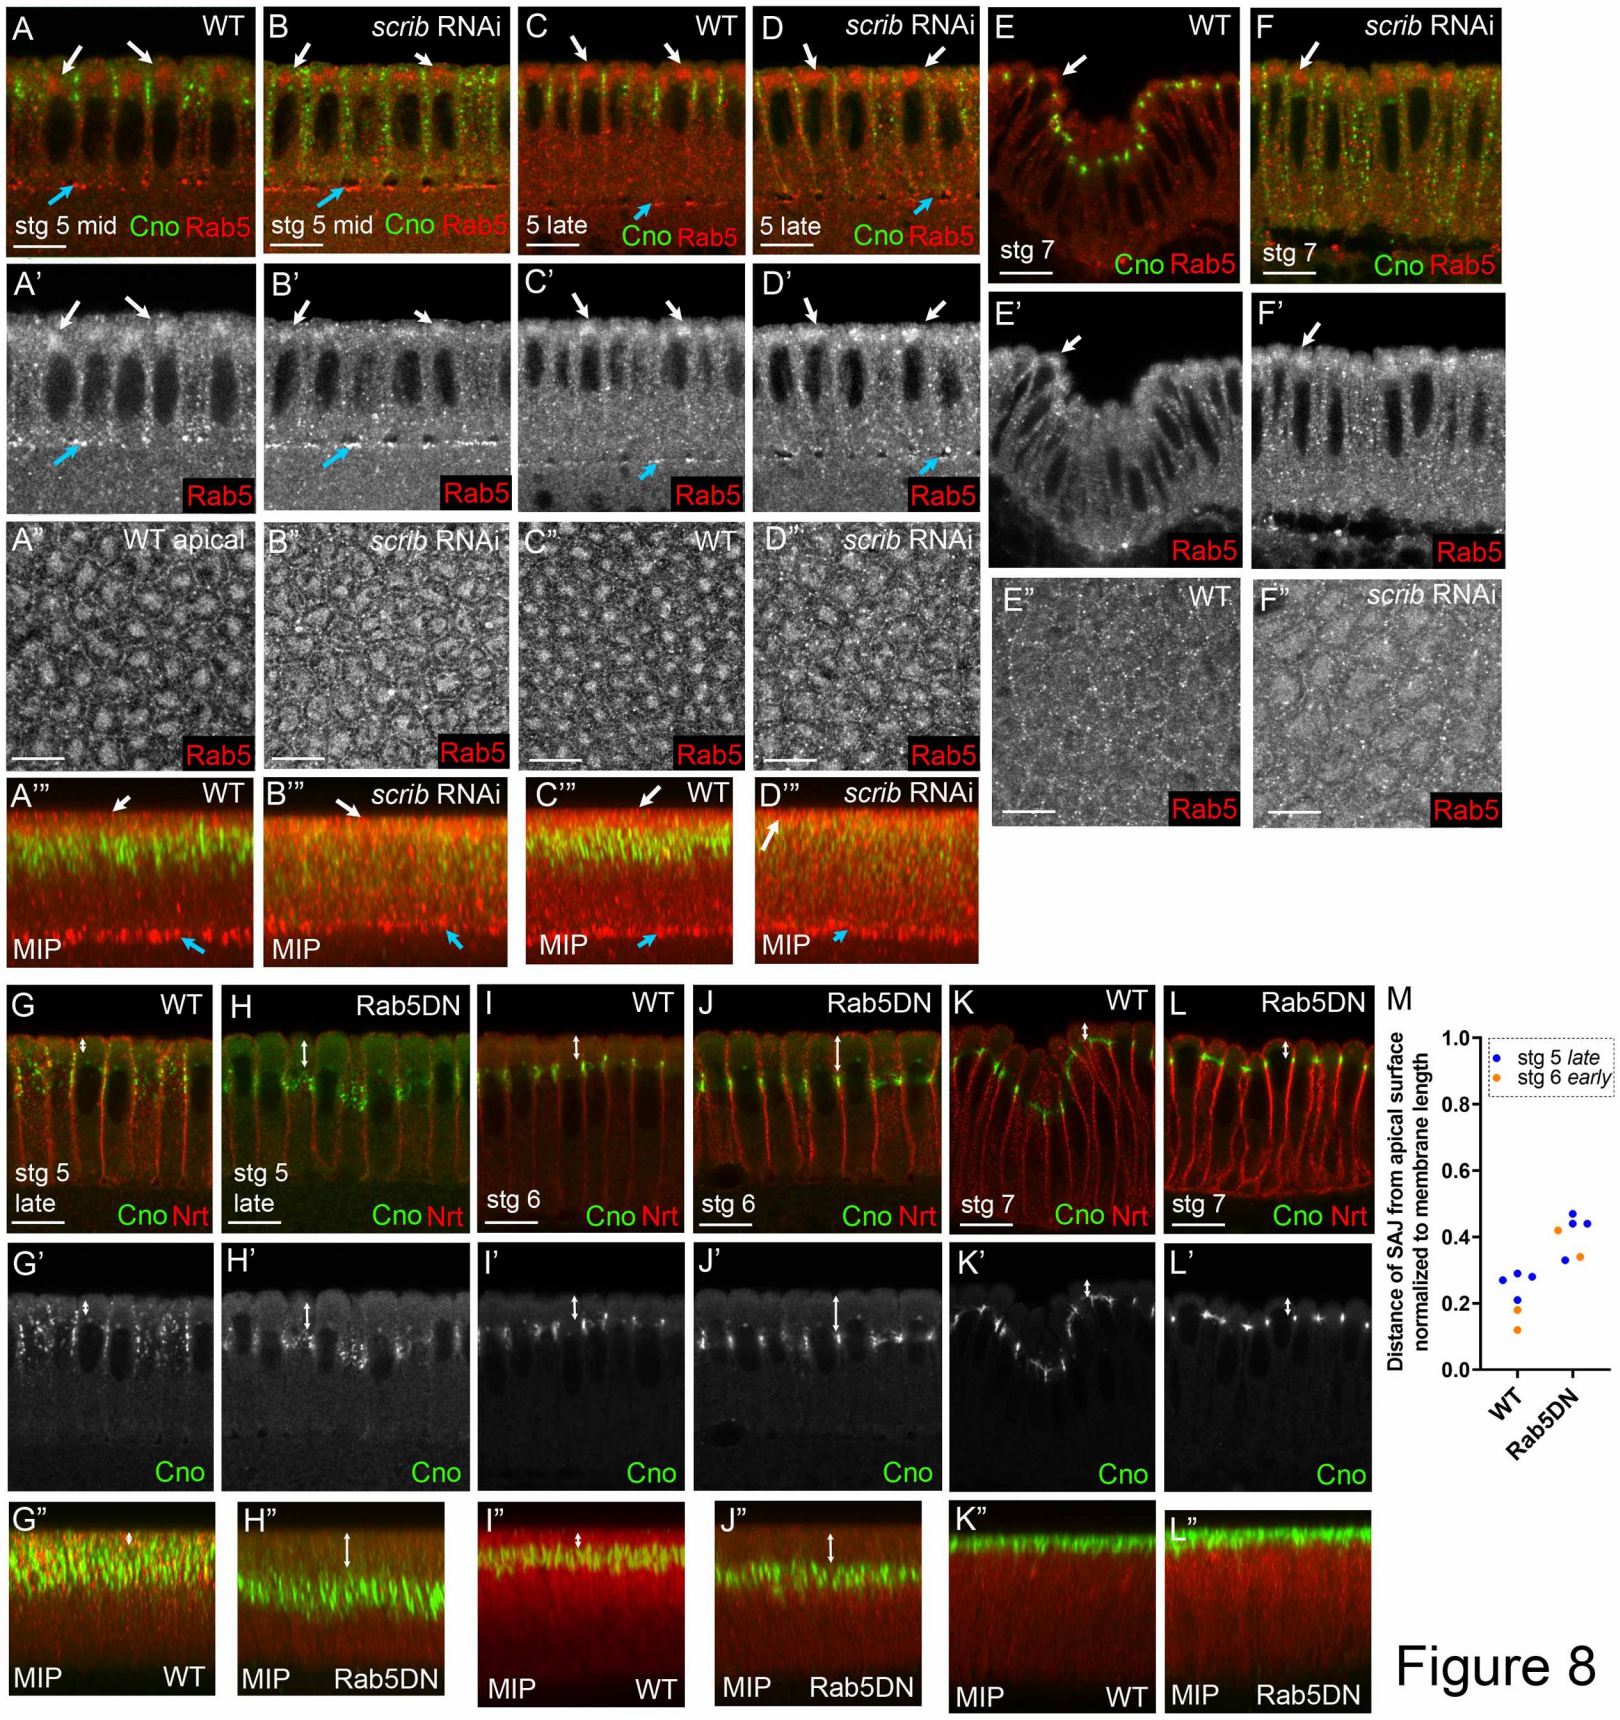 A WT
B scrib RNAi
C WT
D scrib RNAi
E WT
F scrib RNAi
stg 5 mid Cno Rab5
stg 5 mid Cno Rab5
5 late Cno Rab5
5 late Cno Rab5
stg 7 Cno Rab5
stg 7 Cno Rab5
A’ Rab5
B’ Rab5
C’ Rab5
D’ Rab5
E’ Rab5
F’ Rab5
A” WT apical
B” scrib RNAi
C” WT
D” scrib RNAi
Rab5
Rab5
Rab5
Rab5
E” WT
F” scrib RNAi
Rab5
Rab5
A’” WT
B’” scrib RNAi
C’” WT
D’” scrib RNAi
MIP
MIP
MIP
MIP
G WT
H Rab5DN
I WT
J Rab5DN
K WT
L Rab5DN
M
stg 5
late Cno Nrt
stg 5
late Cno Nrt
stg 6 Cno Nrt
stg 6 Cno Nrt
stg 7 Cno Nrt
stg 7 Cno Nrt
G’ Cno
H’ Cno
I’ Cno
J’ Cno
K’ Cno
L’ Cno
G”
H”
I”
J”
K”
L”
MIP WT
MIP Rab5DN
MIP WT
MIP Rab5DN
MIP WT
MIP Rab5DN
Distance of SAJ from apical surface
normalized to membrane length
1.0
0.8
0.6
0.4
0.2
0.0
stg 5 late
stg 6 early
WT
Rab5DN
Figure 8